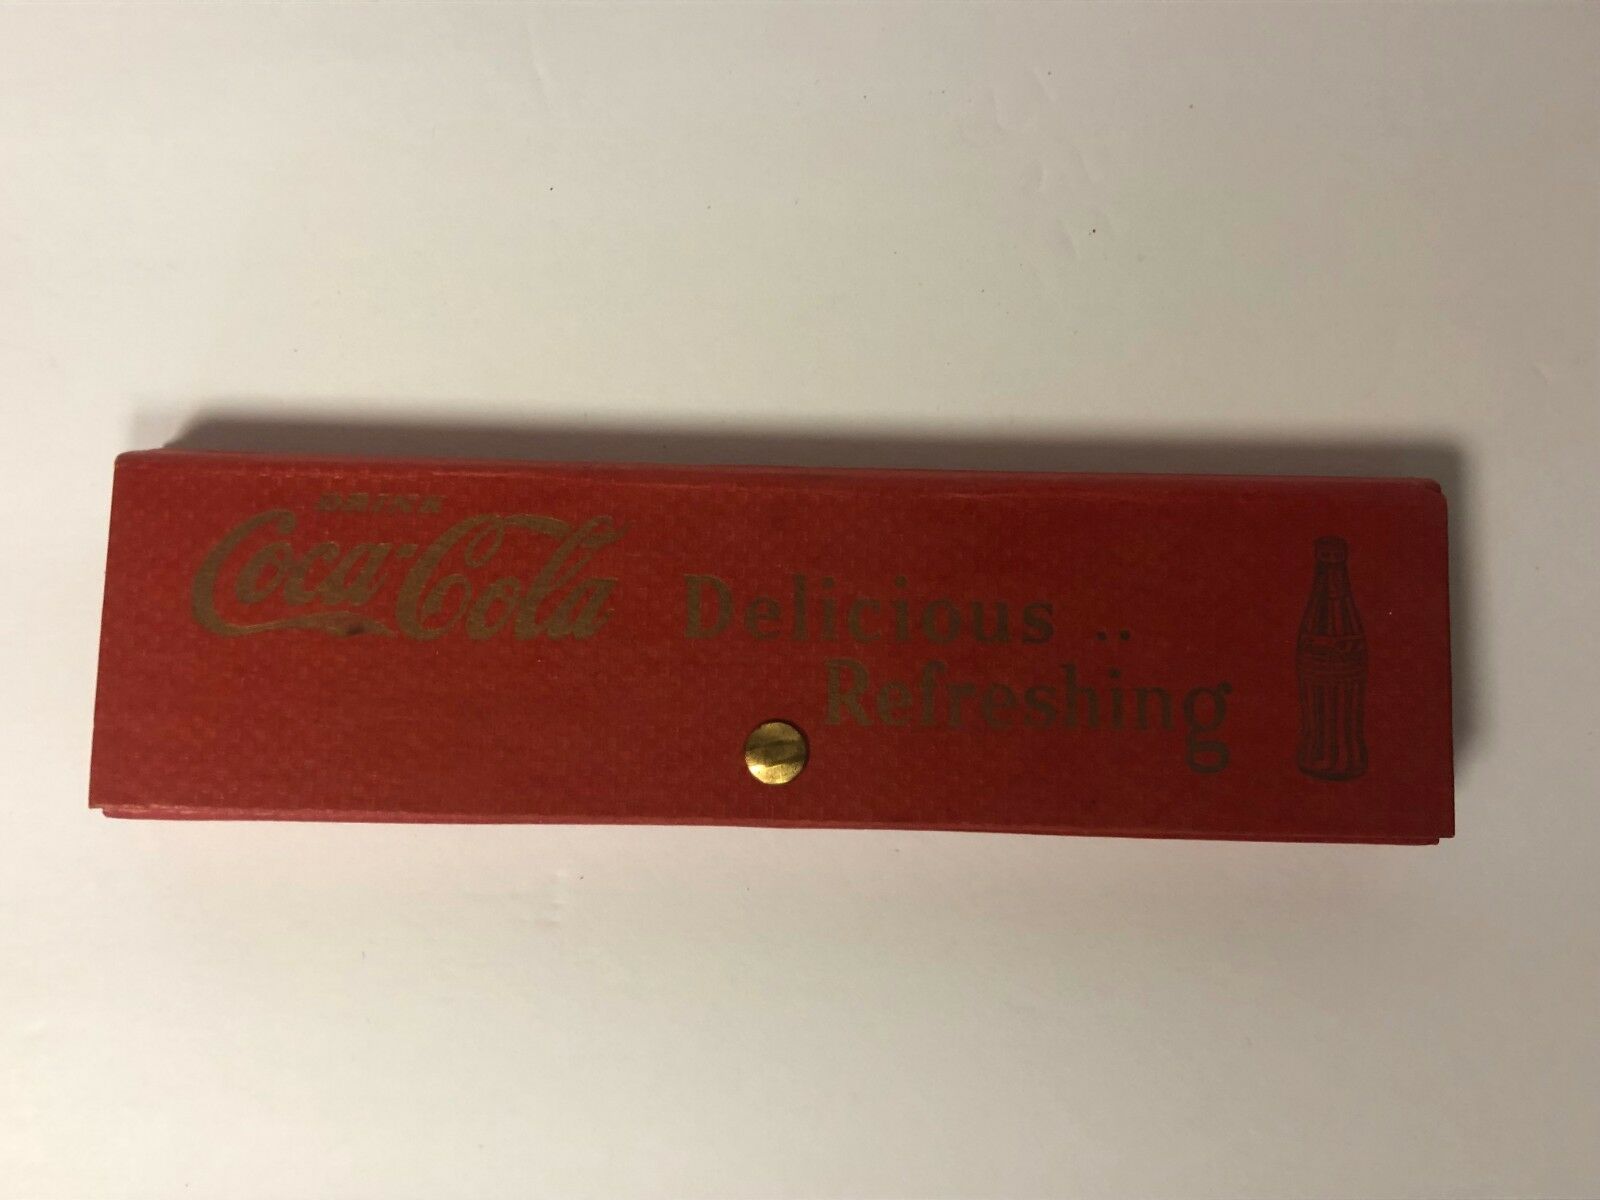 DRINK
Coca-Cola
Delicious ..
Refreshing